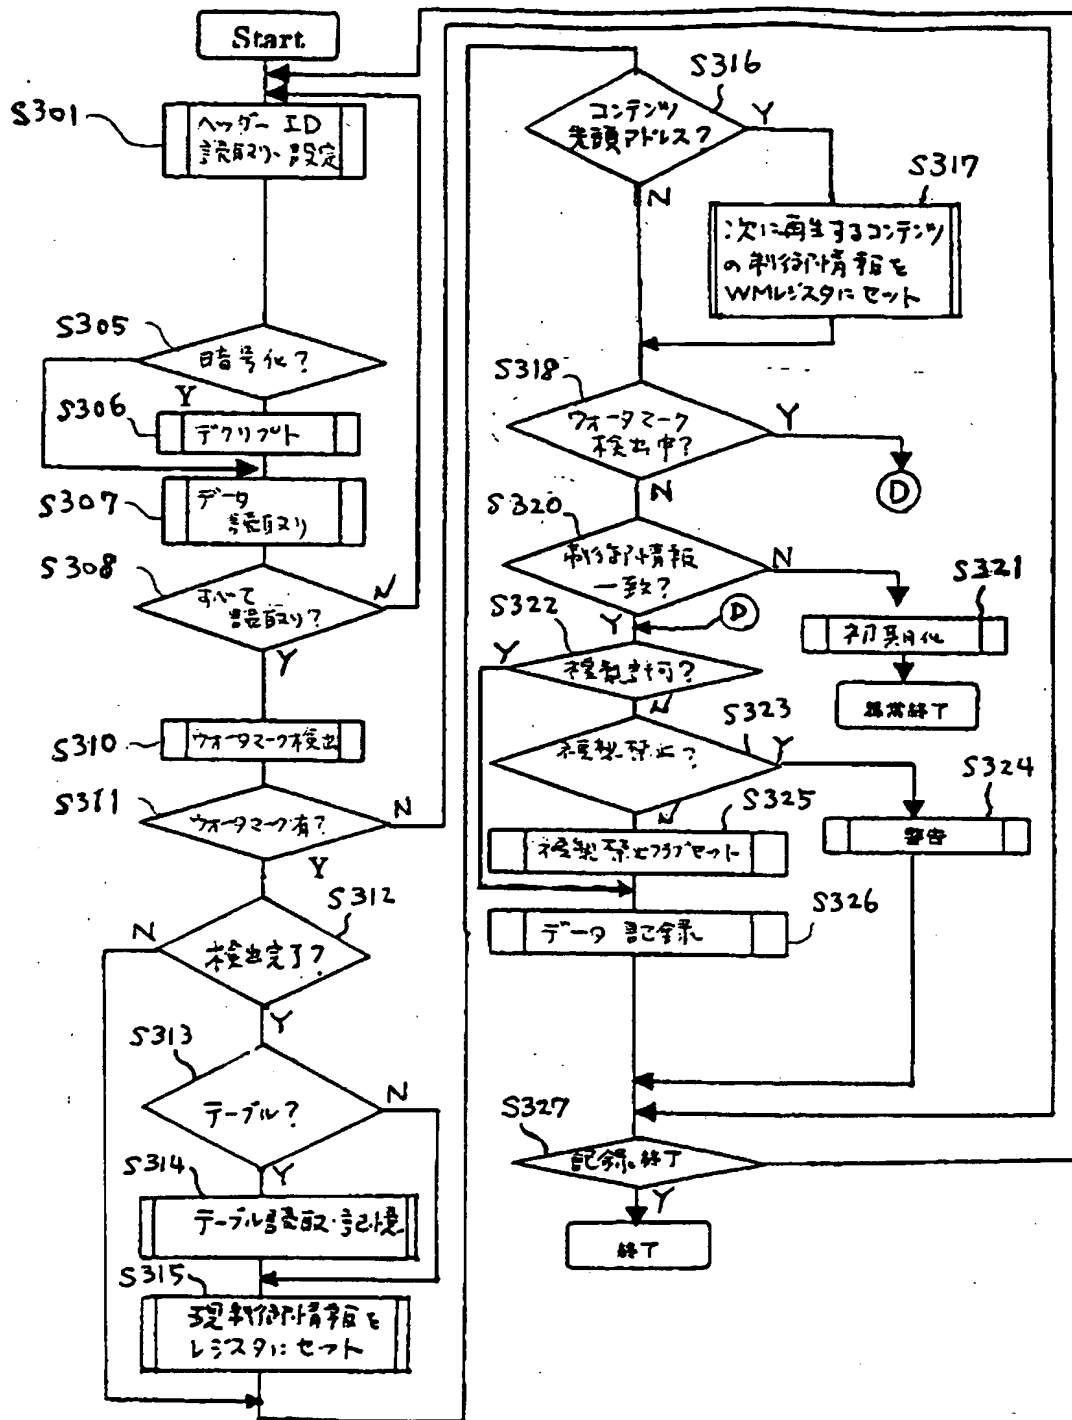 Start
S301
ヘッダーID
読取り・設定
S305
暗号化?
Y
S306
デクリプト
S307
データ
読取り
S308
すべて
読取り?
N
Y
S310
ウォータマーク検出
S311
ウォータマーク有?
N
Y
S312
検出完了?
N
Y
S313
テーブル?
N
Y
S314
テーブル読取・記憶
S315
現制御情報を
レジスタにセット
S316
コンテンツ
先頭アドレス?
Y
N
S317
次に再生するコンテンツ
の制御情報を
WMレジスタにセット
S318
ウォータマーク
検出中?
Y
D
N
S320
制御情報
一致?
N
S321
初期化
異常終了
Y
D
S322
複製許可?
Y
N
S323
複製禁止?
Y
N
S324
警告
S325
複製禁止フラグセット
S326
データ記録
S327
記録終了
Y
終了